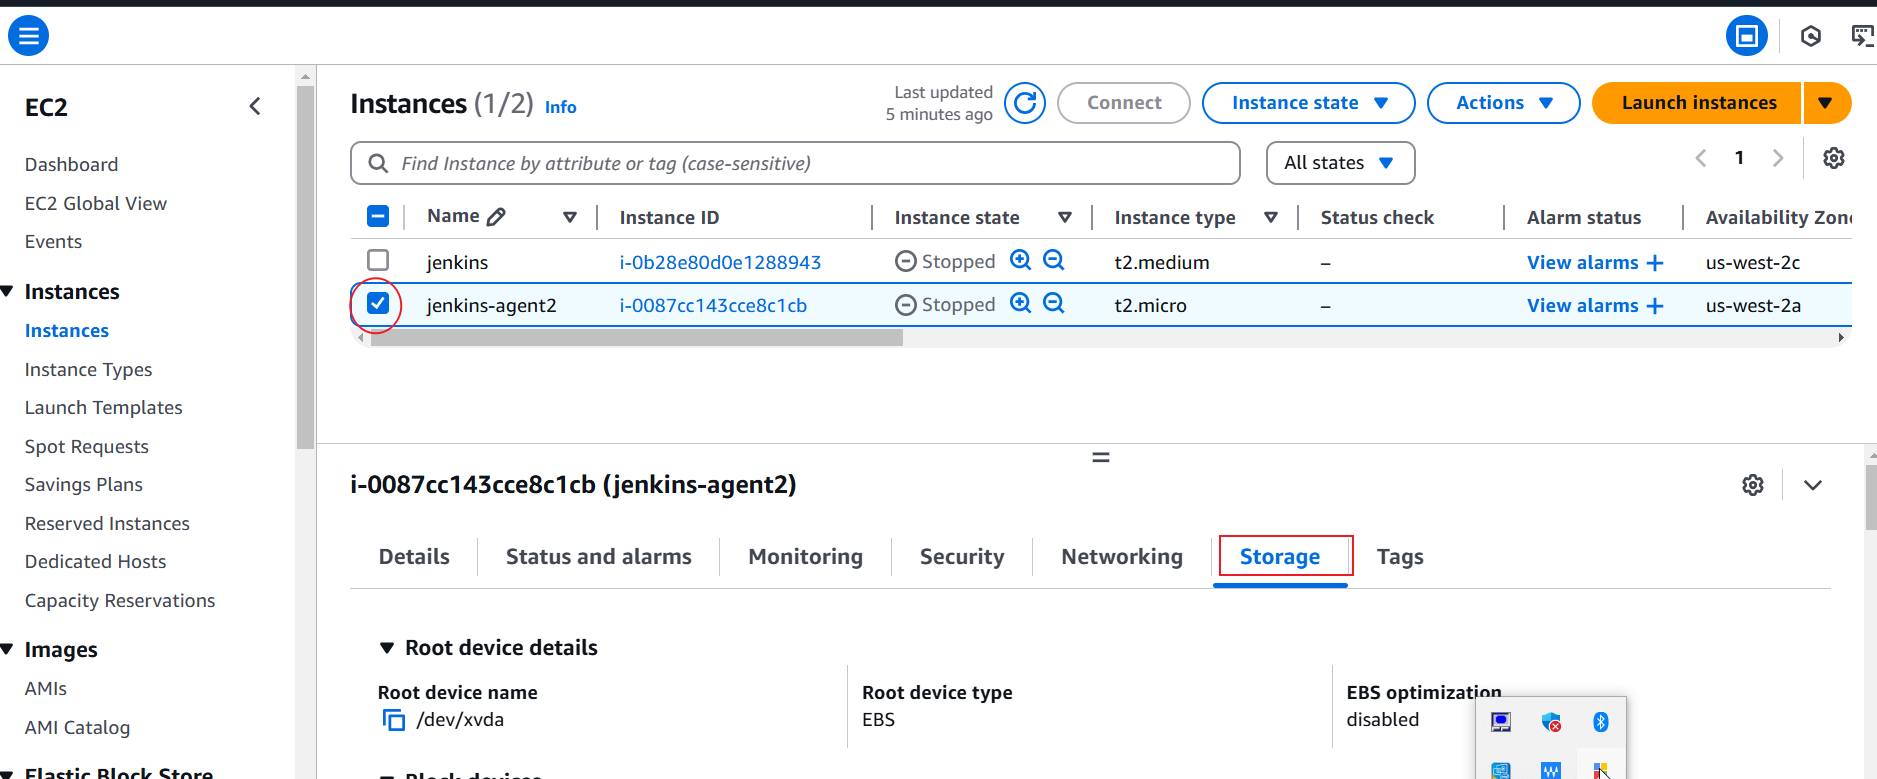 EC2
Dashboard
EC2 Global View
Events
Instances
Instances
Instance Types
Launch Templates
Spot Requests
Savings Plans
Reserved Instances
Dedicated Hosts
Capacity Reservations
Images
AMIs
AMI Catalog
Elastic Block Store
Instances (1/2) Info
Last updated
5 minutes ago
Connect
Instance state
Actions
Launch instances
Find Instance by attribute or tag (case-sensitive)
All states
1
Name Instance ID Instance state Instance type Status check Alarm status Availability Zone
jenkins i-0b28e80d0e1288943 Stopped t2.medium – View alarms + us-west-2c
jenkins-agent2 i-0087cc143cce8c1cb Stopped t2.micro – View alarms + us-west-2a
i-0087cc143cce8c1cb (jenkins-agent2)
Details Status and alarms Monitoring Security Networking Storage Tags
Root device details
Root device name
/dev/xvda
Root device type
EBS
EBS optimization
disabled
Block devices